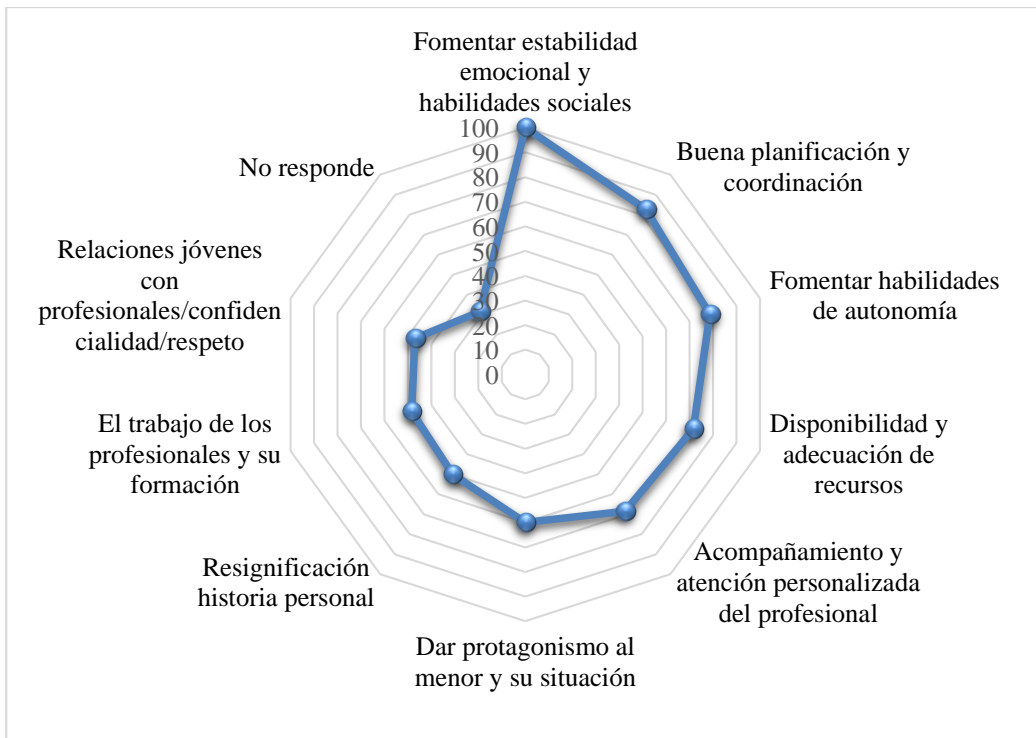 Fomentar estabilidad
emocional y
habilidades sociales
Buena planificación y
coordinación
Fomentar habilidades
de autonomía
Disponibilidad y
adecuación de
recursos
Acompañamiento y
atención personalizada
del profesional
Dar protagonismo al
menor y su situación
Resignificación
historia personal
El trabajo de los
profesionales y su
formación
Relaciones jóvenes
con
profesionales/confiden
cialidad/respeto
No responde
100
90
80
70
60
50
40
30
20
10
0